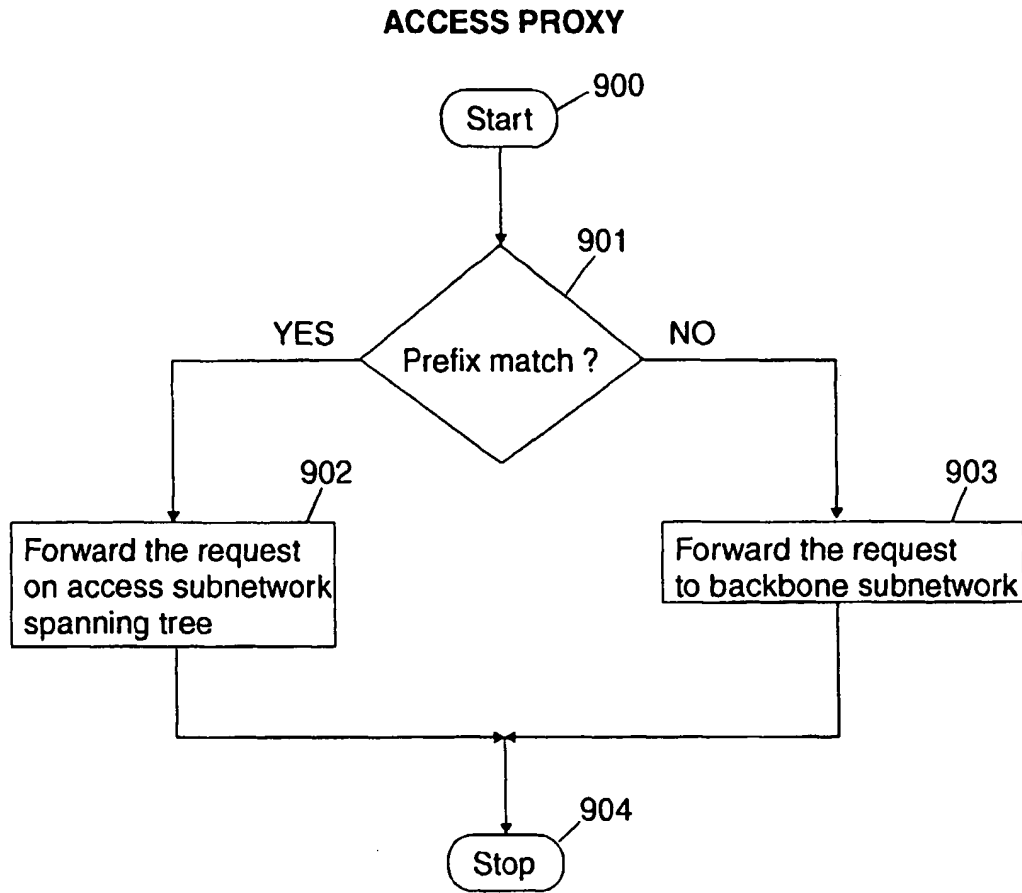 ACCESS PROXY
900
Start
901
YES
NO
Prefix match ?
902
903
Forward the request
on access subnetwork
spanning tree
Forward the request
to backbone subnetwork
904
Stop